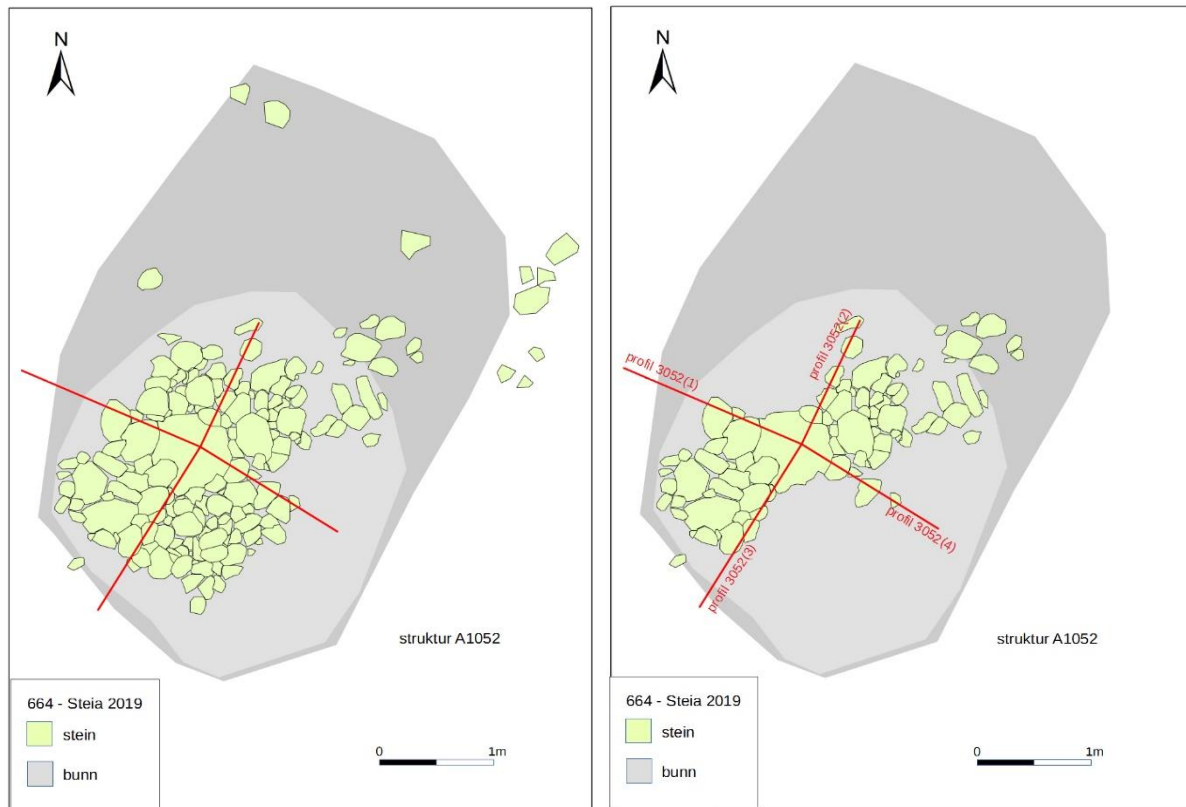 N
struktur A1052
664 - Steia 2019
stein
bunn
0 1m
N
profil 3052(1)
profil 3052(2)
profil 3052(3)
profil 3052(4)
struktur A1052
664 - Steia 2019
stein
bunn
0 1m